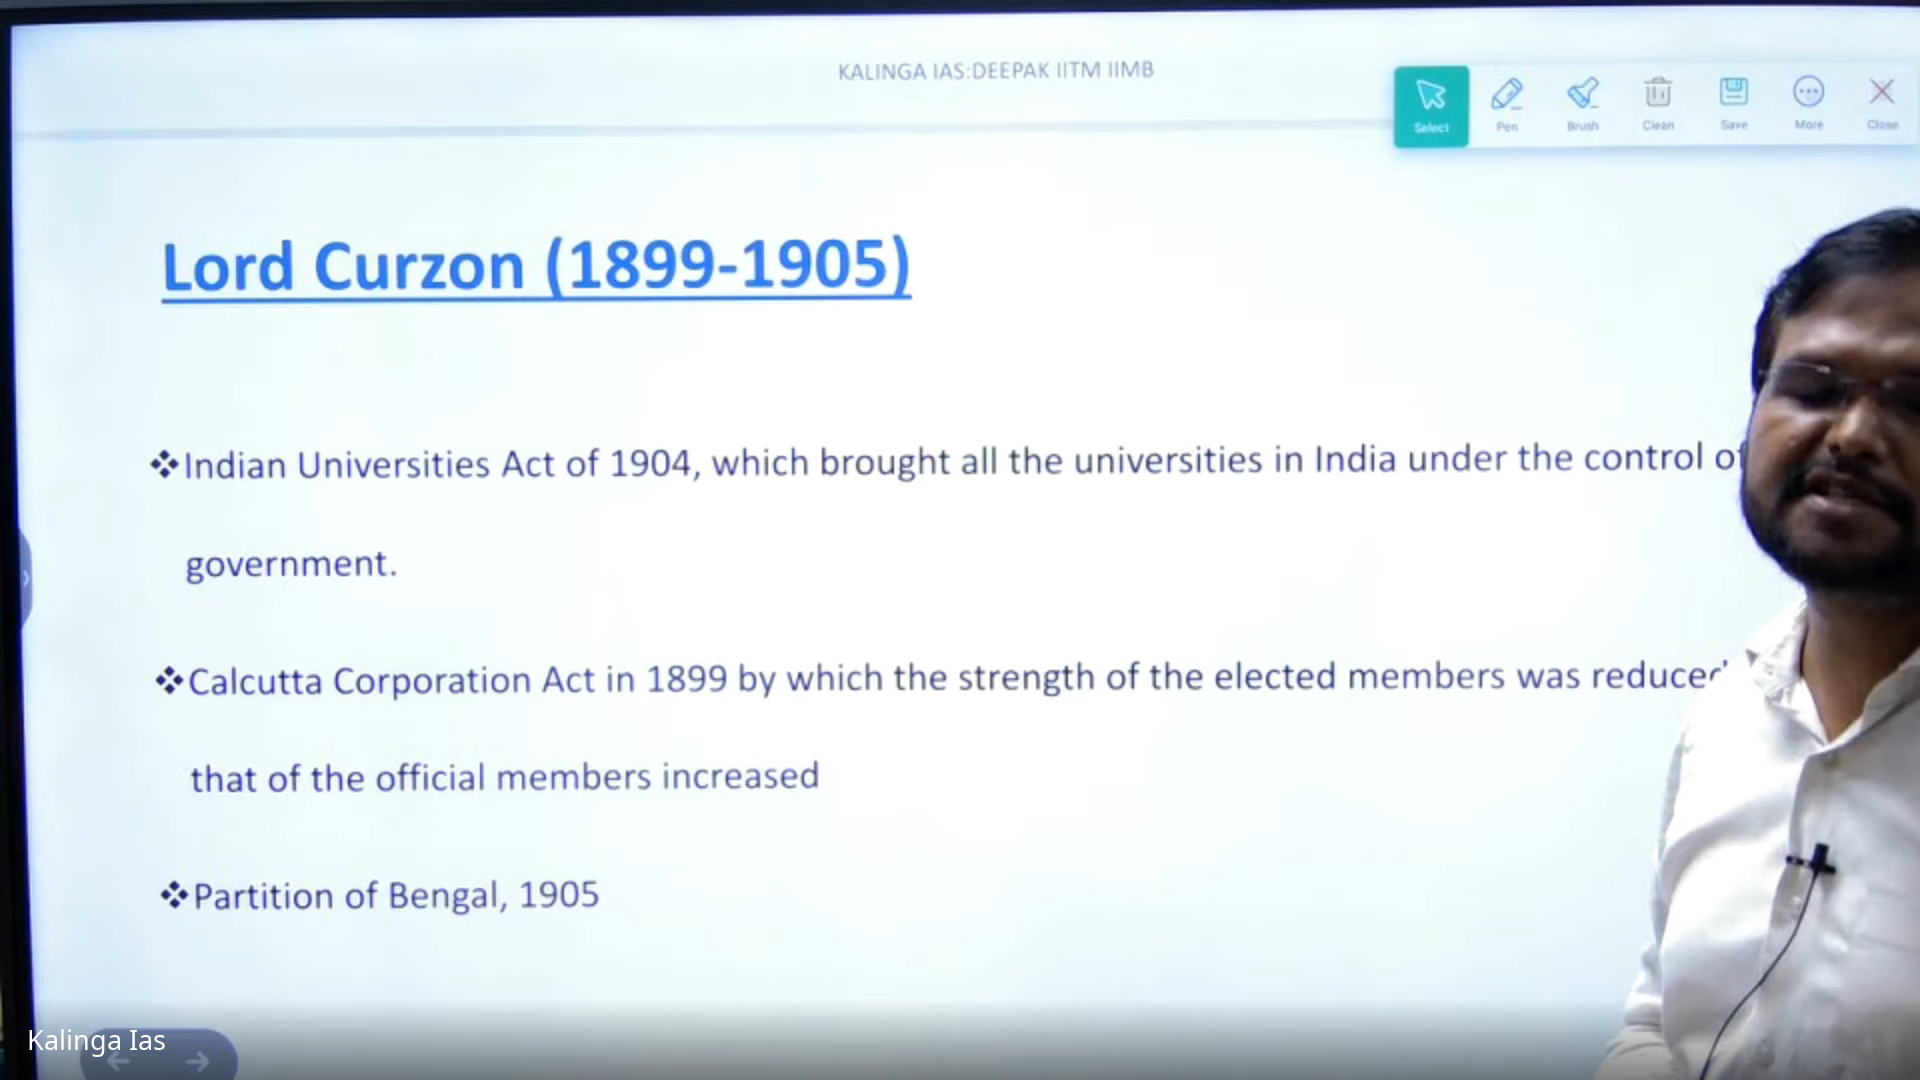 KALINGA IAS:DEEPAK IITM IIMB
Select Pen Brush Clean Save More Close
Lord Curzon (1899-1905)
❖Indian Universities Act of 1904, which brought all the universities in India under the control of
government.
❖Calcutta Corporation Act in 1899 by which the strength of the elected members was reduced
that of the official members increased
❖Partition of Bengal, 1905
Kalinga Ias